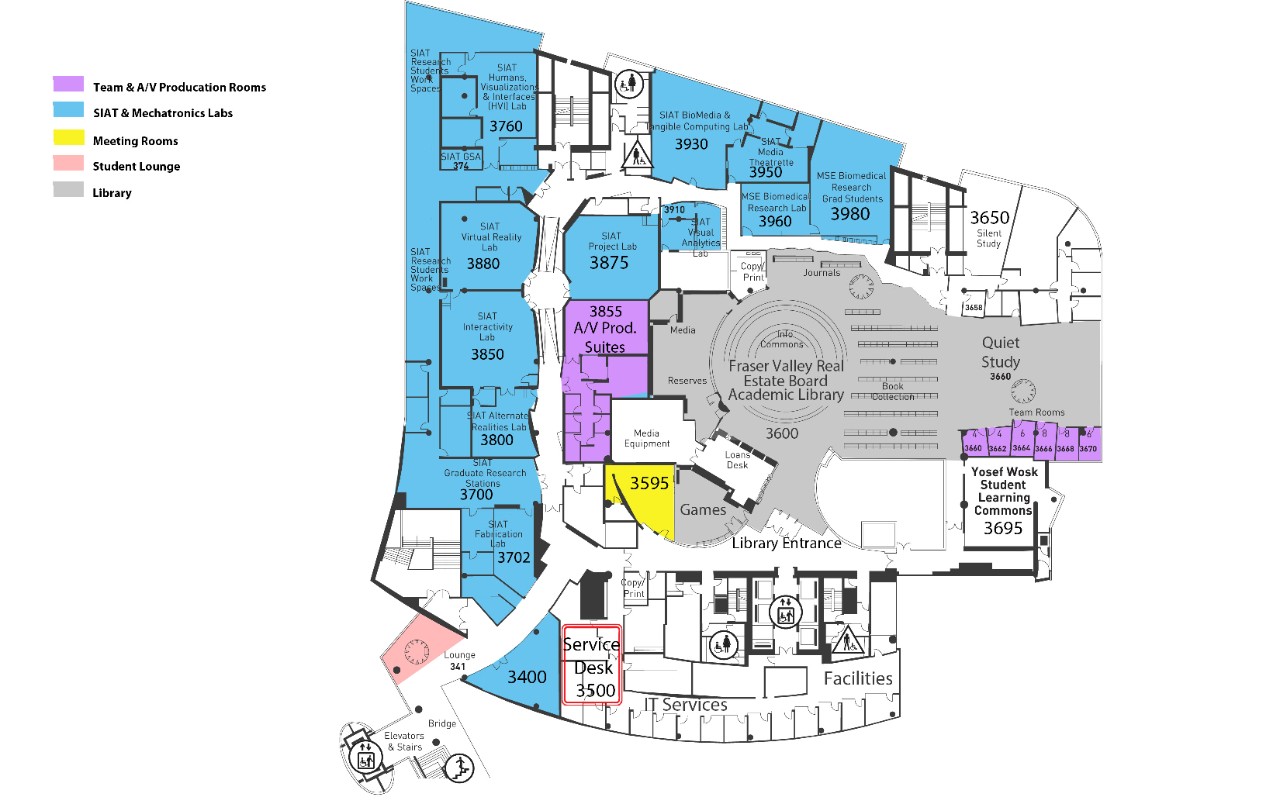 Team & A/V Producation Rooms
SIAT & Mechatronics Labs
Meeting Rooms
Student Lounge
Library
SIAT
Research
Students
Work
Spaces
SIAT
Humans,
Visualizations
& Interfaces
(HVI) Lab
3760
SIAT GSA
374
SIAT BioMedia &
Tangible Computing Lab
3930
SIAT
Media
Theatrette
3950
MSE Biomedical
Research Lab
3960
MSE Biomedical
Research
Grad Students
3980
3650
Silent
Study
3910
SIAT
Visual
Analytics
Lab
SIAT
Virtual Reality
Lab
3880
SIAT
Project Lab
3875
SIAT
Research
Students
Work
Spaces
Copy/
Print
Journals
3658
SIAT
Interactivity
Lab
3850
3855
A/V Prod.
Suites
Media
Info
Commons
Fraser Valley Real
Estate Board
Academic Library
3600
Reserves
Book
Collection
Quiet
Study
3660
Team Rooms
4
4
6
8
8
6
3660
3662
3664
3666
3668
3670
SIAT Alternate
Realities Lab
3800
Media
Equipment
Loans
Desk
SIAT
Graduate Research
Stations
3700
3595
Games
Yosef Wosk
Student
Learning
Commons
3695
SIAT
Fabrication
Lab
3702
Library Entrance
Copy/
Print
Lounge
341
3400
Service
Desk
3500
IT Services
Facilities
Bridge
Elevators
& Stairs